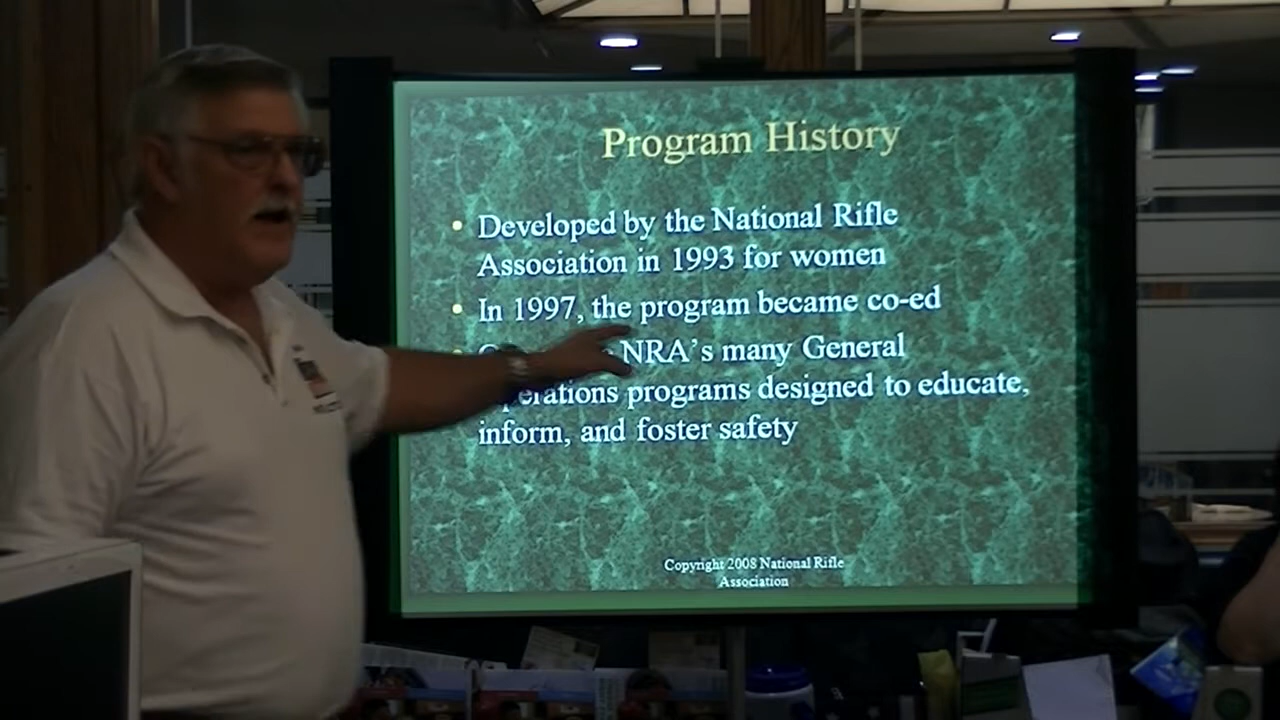 Program History
• Developed by the National Rifle
Association in 1993 for women
• In 1997, the program became co-ed
• NRA's many General
programs designed to educate,
inform, and foster safety
Copyright 2008 National Rifle
Association